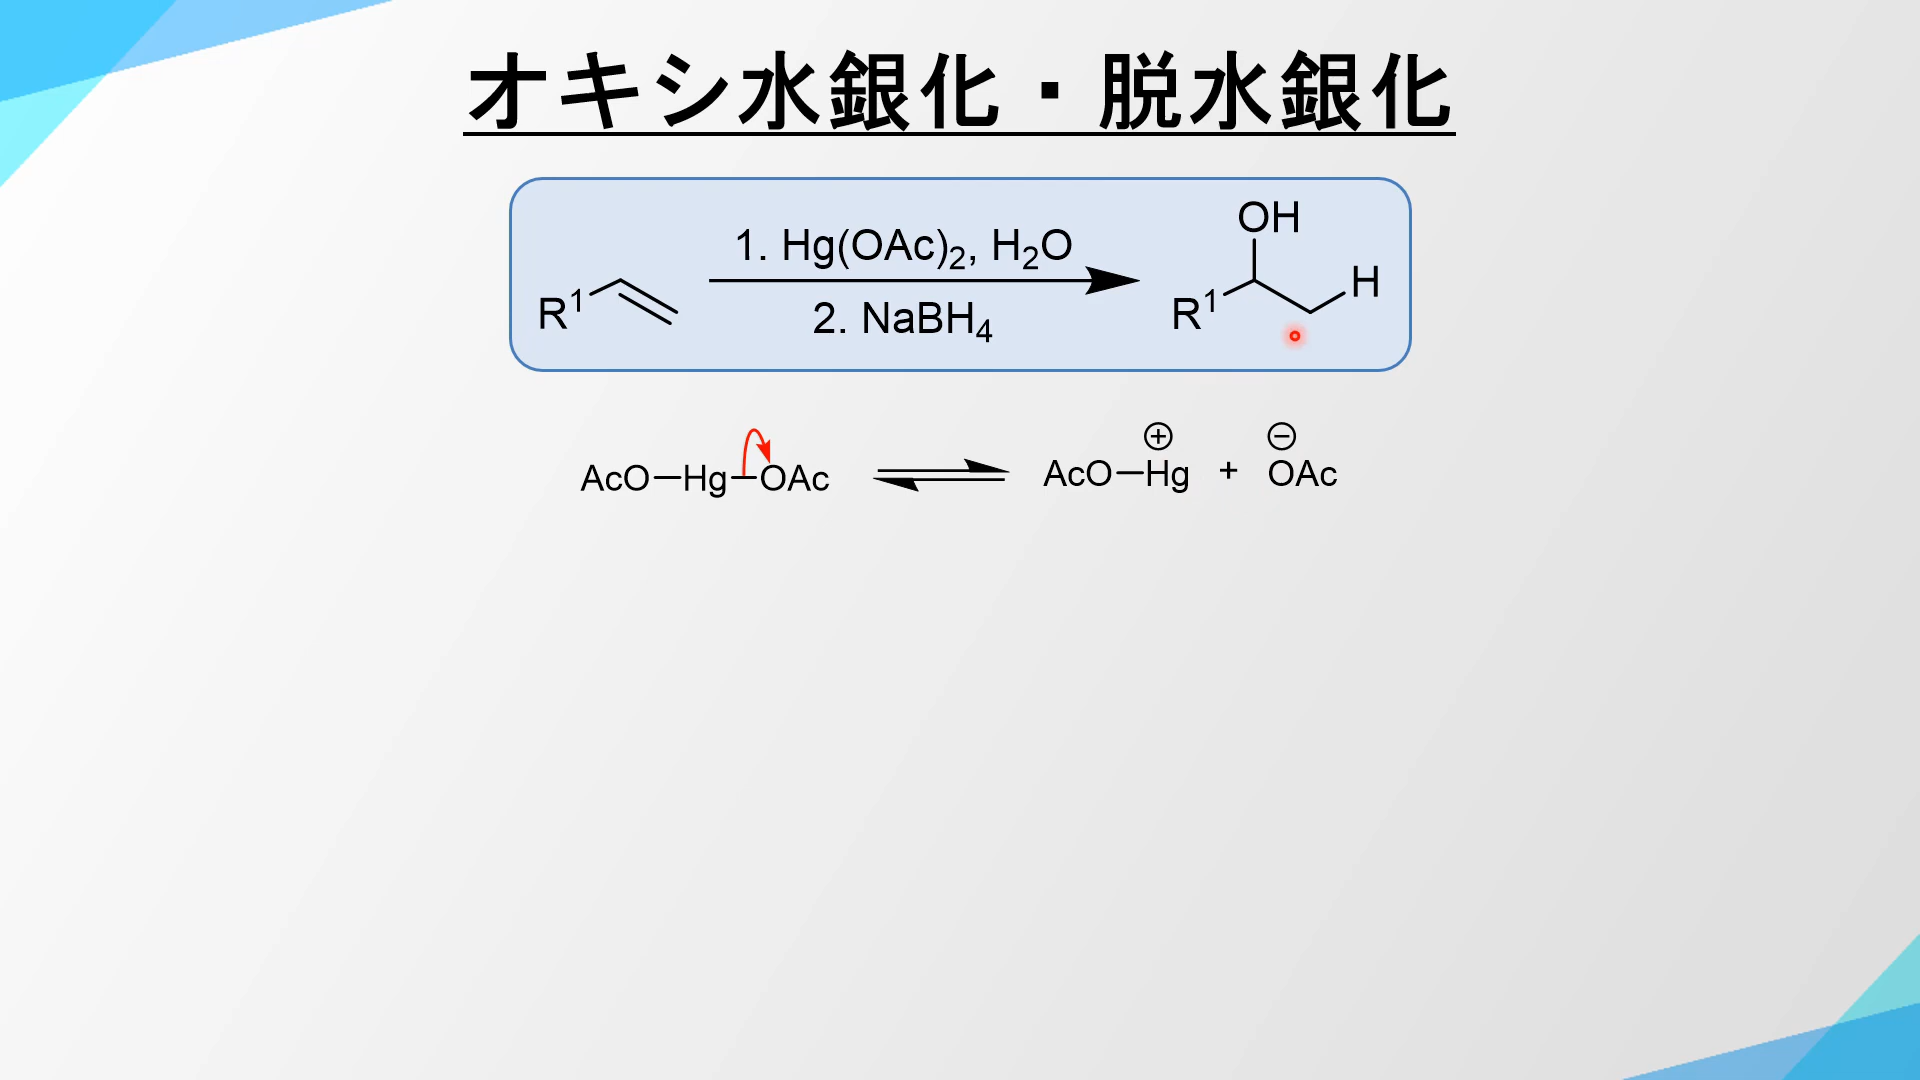 オキシ水銀化・脱水銀化
1. Hg(OAc)₂, H₂O
2. NaBH₄
R¹
OH
R¹
H
AcO—Hg—OAc
AcO—Hg⊕ + ⊖OAc